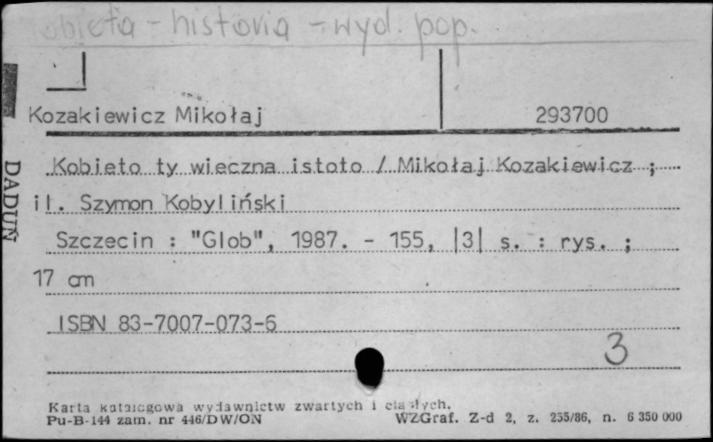 kobieta - historia - wyd. pop.
Kozakiewicz Mikołaj 293700
Kobieto ty wieczna istoto / Mikołaj Kozakiewicz ;
il. Szymon Kobyliński
Szczecin : "Glob", 1987. - 155, |3| s. : rys. ;
17 cm
ISBN 83-7007-073-6
3
DADUŃ
Karta katalogowa wydawnictw zwartych i ciągłych.
Pu-B-144 zam. nr 446/DW/ON WZGraf. Z-d 2, z. 255/86, n. 6 350 000